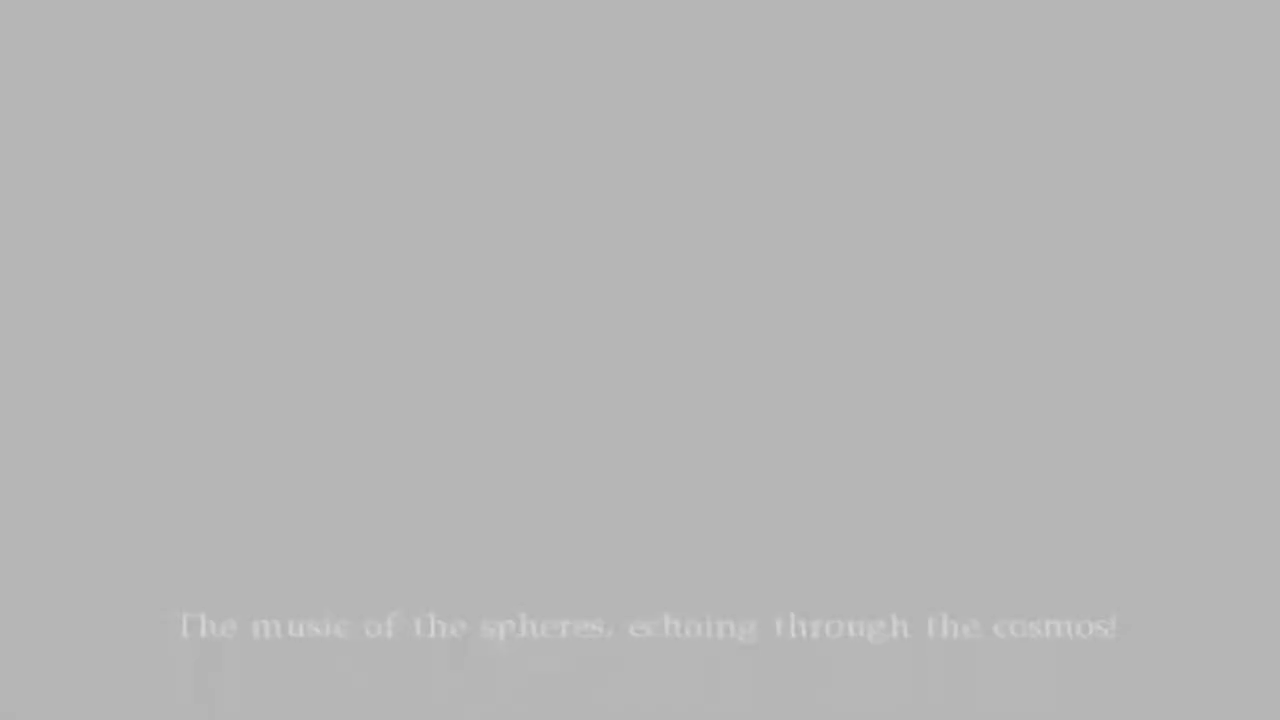 The music of the spheres, echoing through the cosmos!